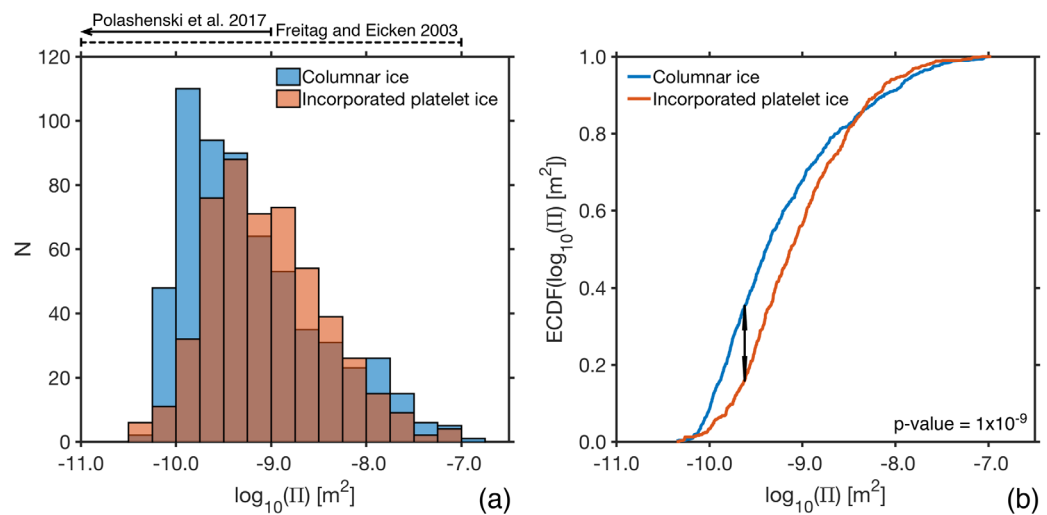 Polashenski et al. 2017
Freitag and Eicken 2003
120
100
80
60
40
20
0
N
Columnar ice
Incorporated platelet ice
-11.0 -10.0 -9.0 -8.0 -7.0
log10(Π) [m2]
(a)
1.0
0.8
0.6
0.4
0.2
0.0
ECDF(log10(Π) [m2])
Columnar ice
Incorporated platelet ice
p-value = 1x10-9
-11.0 -10.0 -9.0 -8.0 -7.0
log10(Π) [m2]
(b)